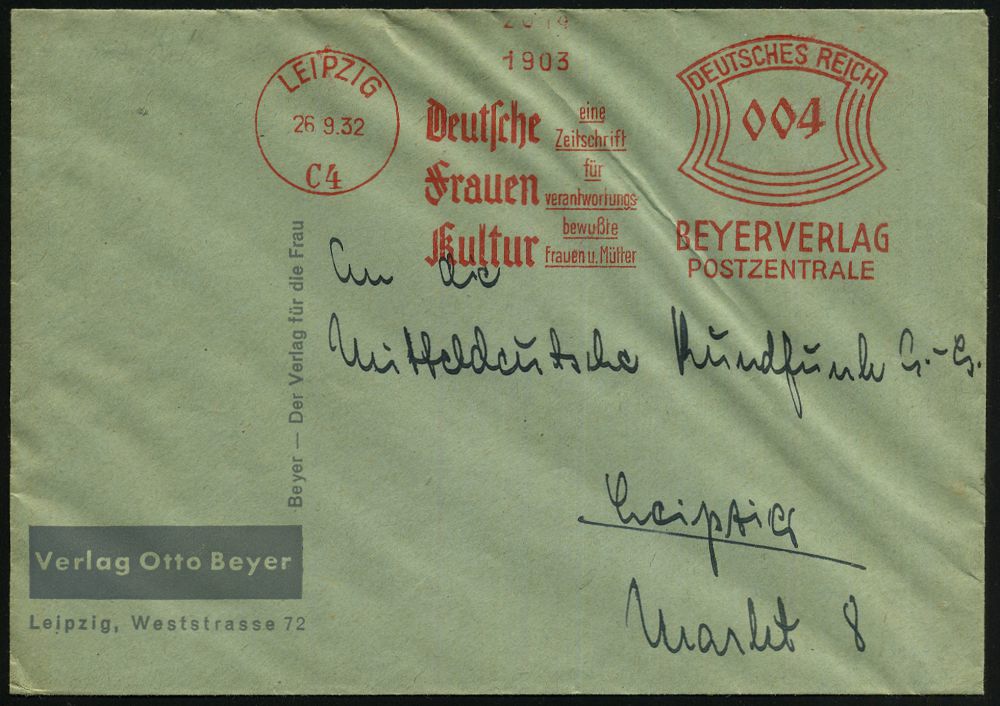 1903
LEIPZIG
26.9.32
C4
Deutsche
Frauen
Kultur
eine
Zeitschrift
für
verantwortungs-
bewußte
Frauen u. Mütter
DEUTSCHES REICH
004
BEYERVERLAG
POSTZENTRALE
An die
Mitteldeutsche Rundfunk A.-G.
Leipzig
Markt 8
Beyer — Der Verlag für die Frau
Verlag Otto Beyer
Leipzig, Weststrasse 72